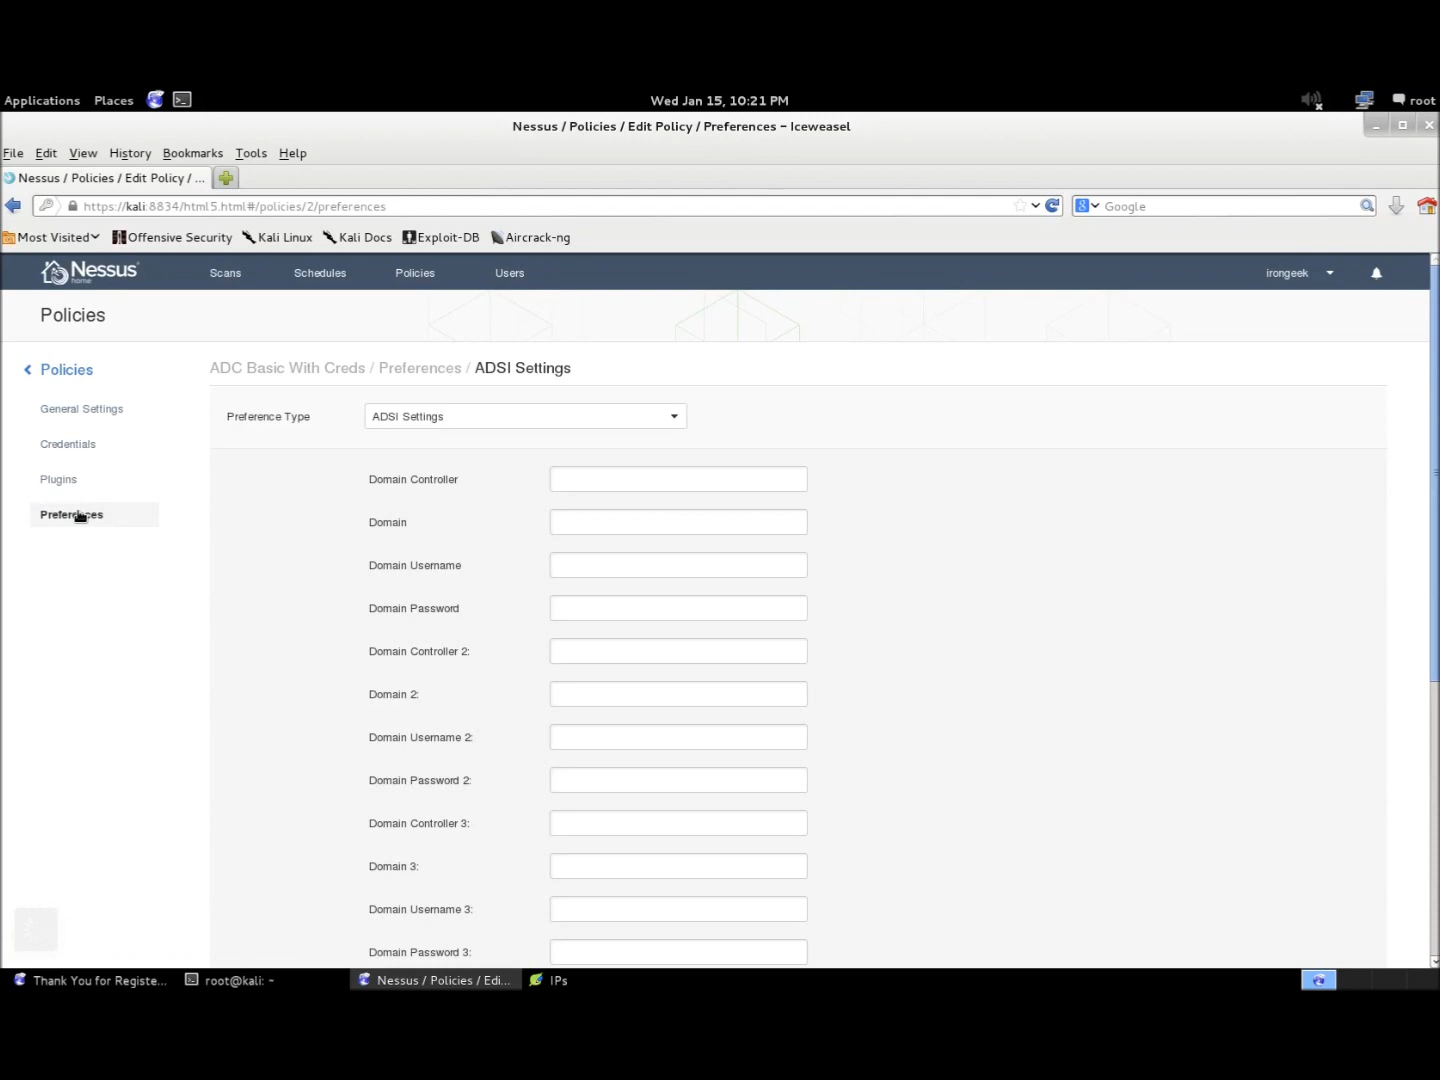 Applications Places Wed Jan 15, 10:21 PM root
Nessus / Policies / Edit Policy / Preferences - Iceweasel
File Edit View History Bookmarks Tools Help
Nessus / Policies / Edit Policy / ...
https://kali:8834/html5.html#/policies/2/preferences Google
Most Visited Offensive Security Kali Linux Kali Docs Exploit-DB Aircrack-ng
Nessus home Scans Schedules Policies Users irongeek
Policies
Policies
General Settings
Credentials
Plugins
Preferences
ADC Basic With Creds / Preferences / ADSI Settings
Preference Type ADSI Settings
Domain Controller
Domain
Domain Username
Domain Password
Domain Controller 2:
Domain 2:
Domain Username 2:
Domain Password 2:
Domain Controller 3:
Domain 3:
Domain Username 3:
Domain Password 3:
Thank You for Registe... root@kali: ~ Nessus / Policies / Edi... IPs